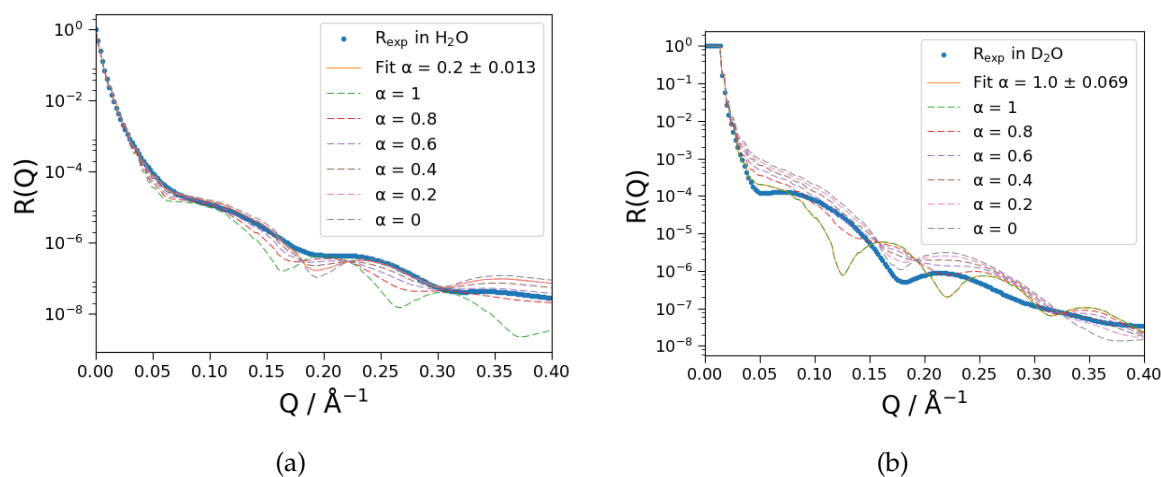 R(Q)
10⁰
10⁻²
10⁻⁴
10⁻⁶
10⁻⁸
R_exp in H₂O
Fit α = 0.2 ± 0.013
α = 1
α = 0.8
α = 0.6
α = 0.4
α = 0.2
α = 0
0.00 0.05 0.10 0.15 0.20 0.25 0.30 0.35 0.40
Q / Å⁻¹
(a)
R(Q)
10⁰
10⁻¹
10⁻²
10⁻³
10⁻⁴
10⁻⁵
10⁻⁶
10⁻⁷
10⁻⁸
R_exp in D₂O
Fit α = 1.0 ± 0.069
α = 1
α = 0.8
α = 0.6
α = 0.4
α = 0.2
α = 0
0.00 0.05 0.10 0.15 0.20 0.25 0.30 0.35 0.40
Q / Å⁻¹
(b)